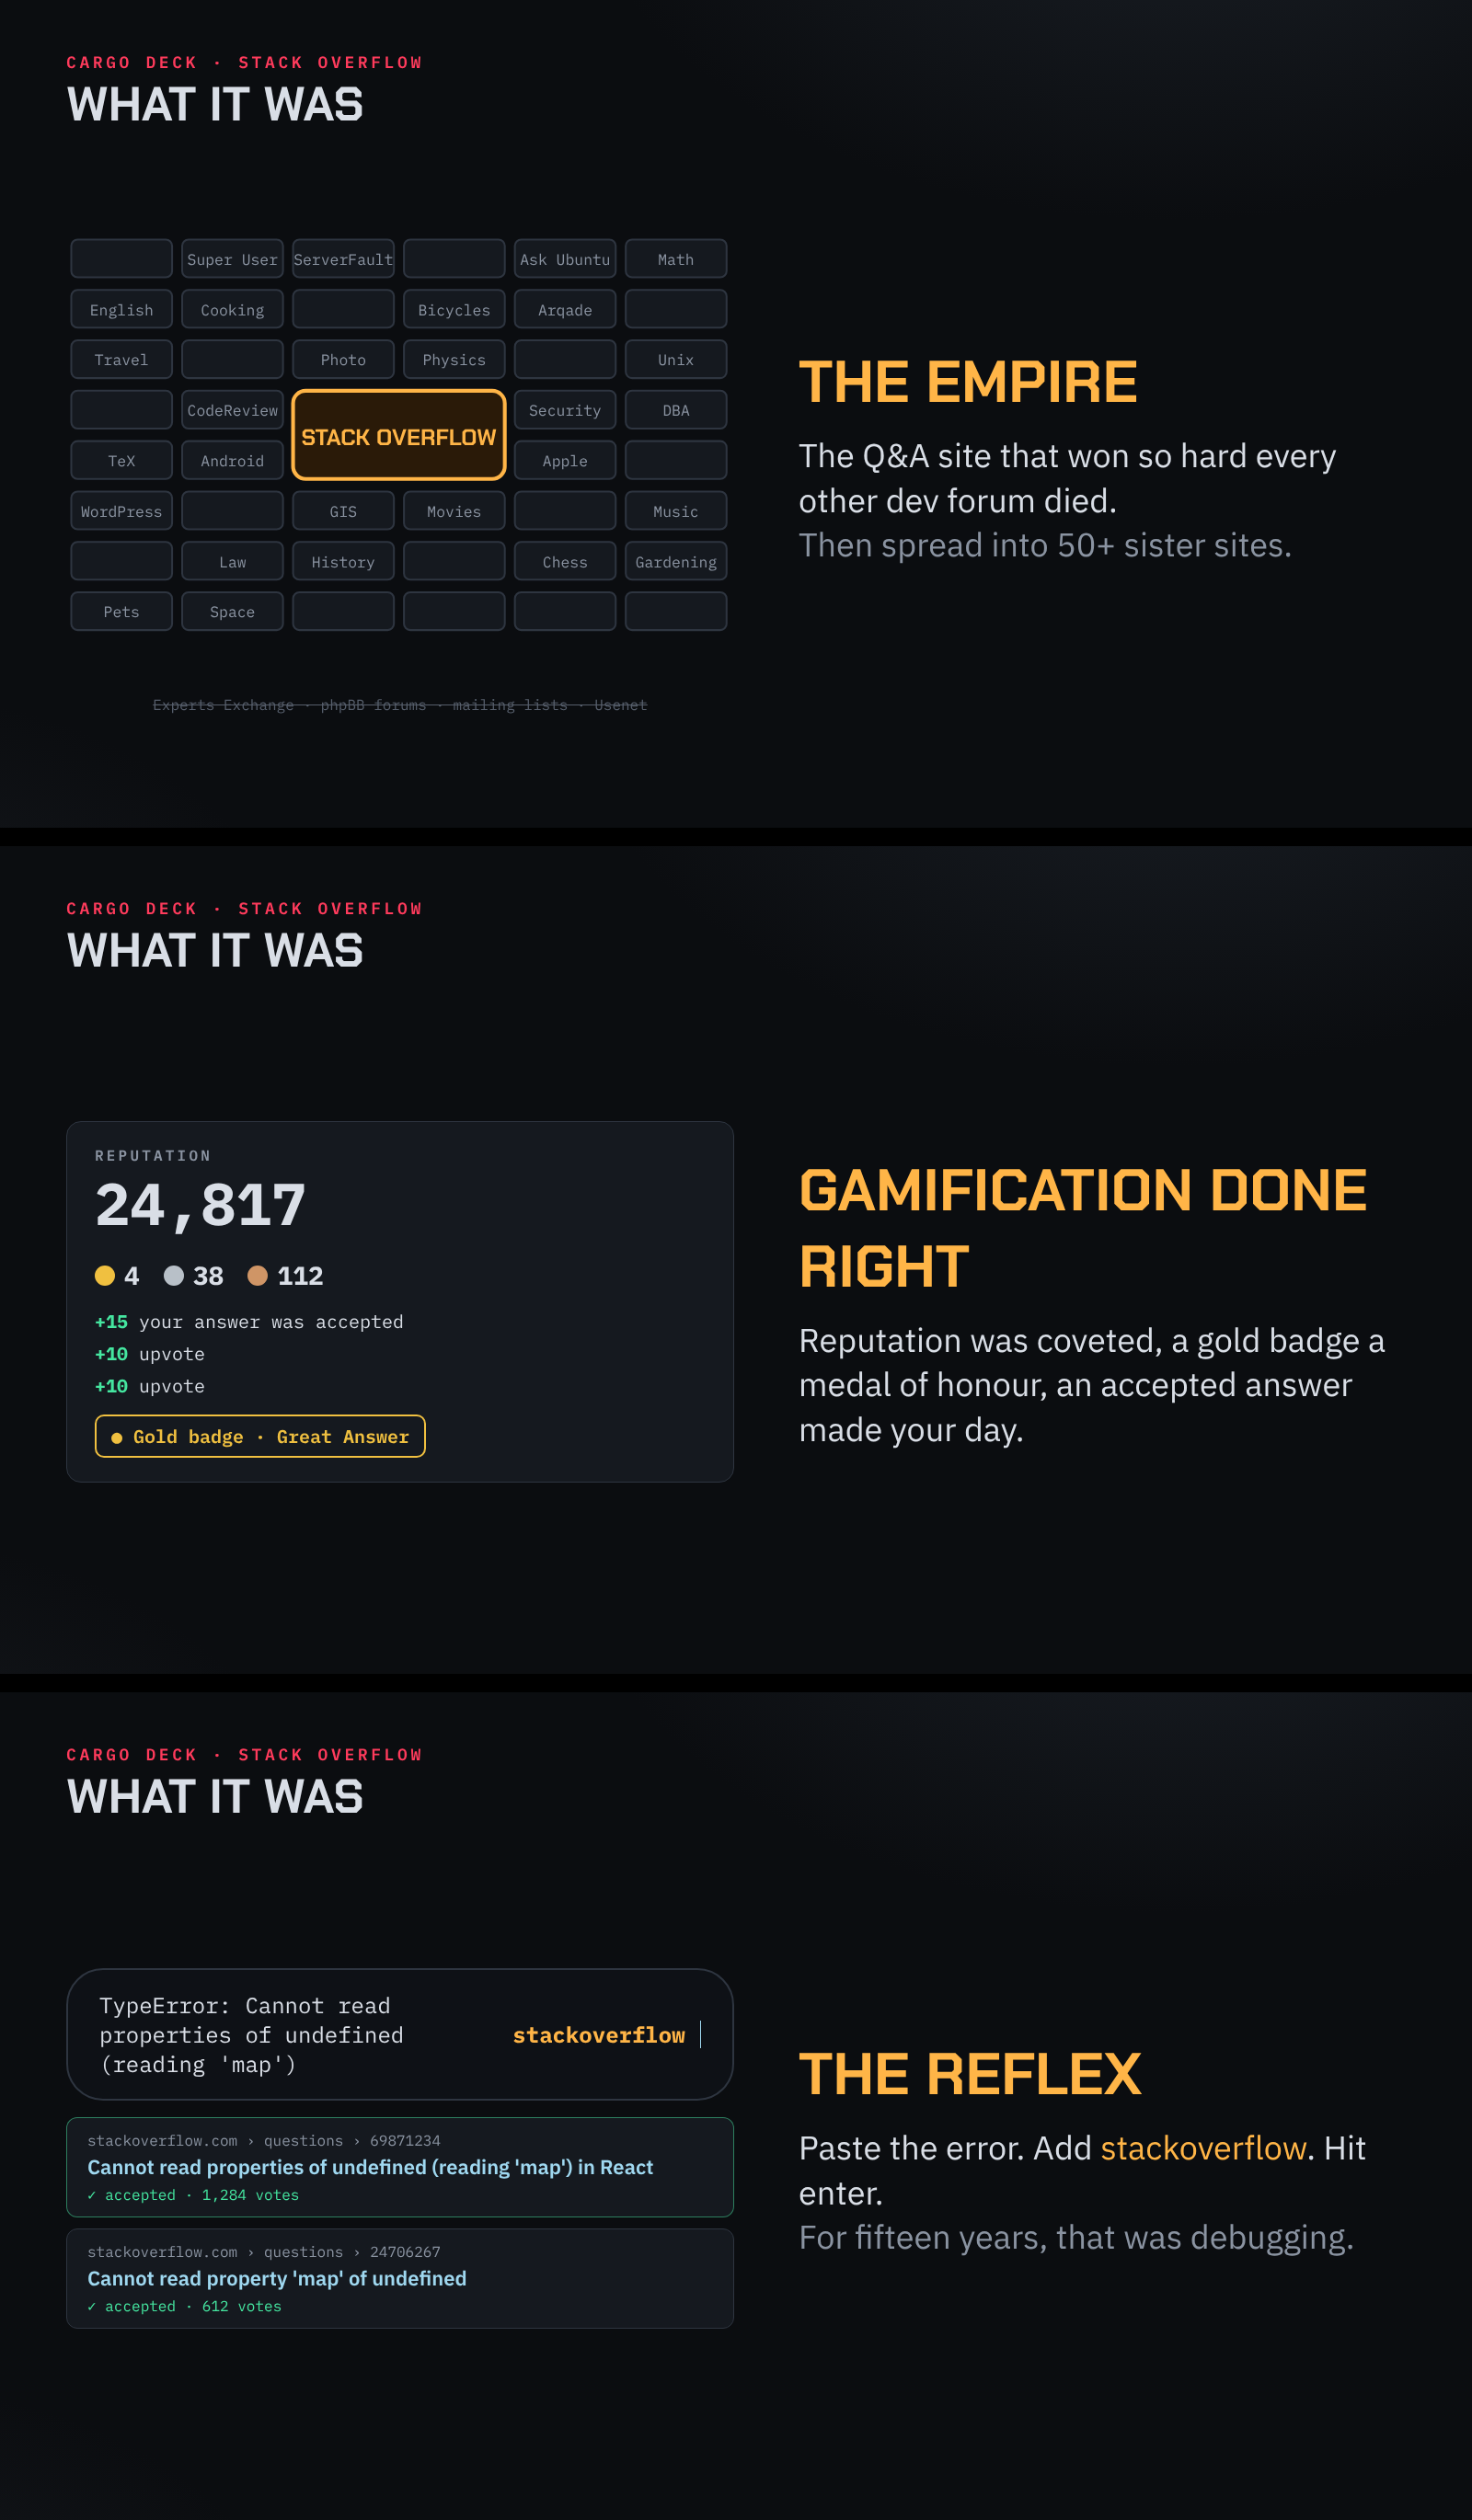 CARGO DECK · STACK OVERFLOW
WHAT IT WAS
Super User ServerFault Ask Ubuntu Math
English Cooking Bicycles Arqade
Travel Photo Physics Unix
CodeReview Security DBA
STACK OVERFLOW
TeX Android Apple
WordPress GIS Movies Music
Law History Chess Gardening
Pets Space
Experts Exchange · phpBB forums · mailing lists · Usenet
THE EMPIRE
The Q&A site that won so hard every
other dev forum died.
Then spread into 50+ sister sites.
CARGO DECK · STACK OVERFLOW
WHAT IT WAS
REPUTATION
24,817
4 38 112
+15 your answer was accepted
+10 upvote
+10 upvote
● Gold badge · Great Answer
GAMIFICATION DONE
RIGHT
Reputation was coveted, a gold badge a
medal of honour, an accepted answer
made your day.
CARGO DECK · STACK OVERFLOW
WHAT IT WAS
TypeError: Cannot read
properties of undefined
(reading 'map')
stackoverflow
stackoverflow.com › questions › 69871234
Cannot read properties of undefined (reading 'map') in React
✓ accepted · 1,284 votes
stackoverflow.com › questions › 24706267
Cannot read property 'map' of undefined
✓ accepted · 612 votes
THE REFLEX
Paste the error. Add stackoverflow. Hit
enter.
For fifteen years, that was debugging.